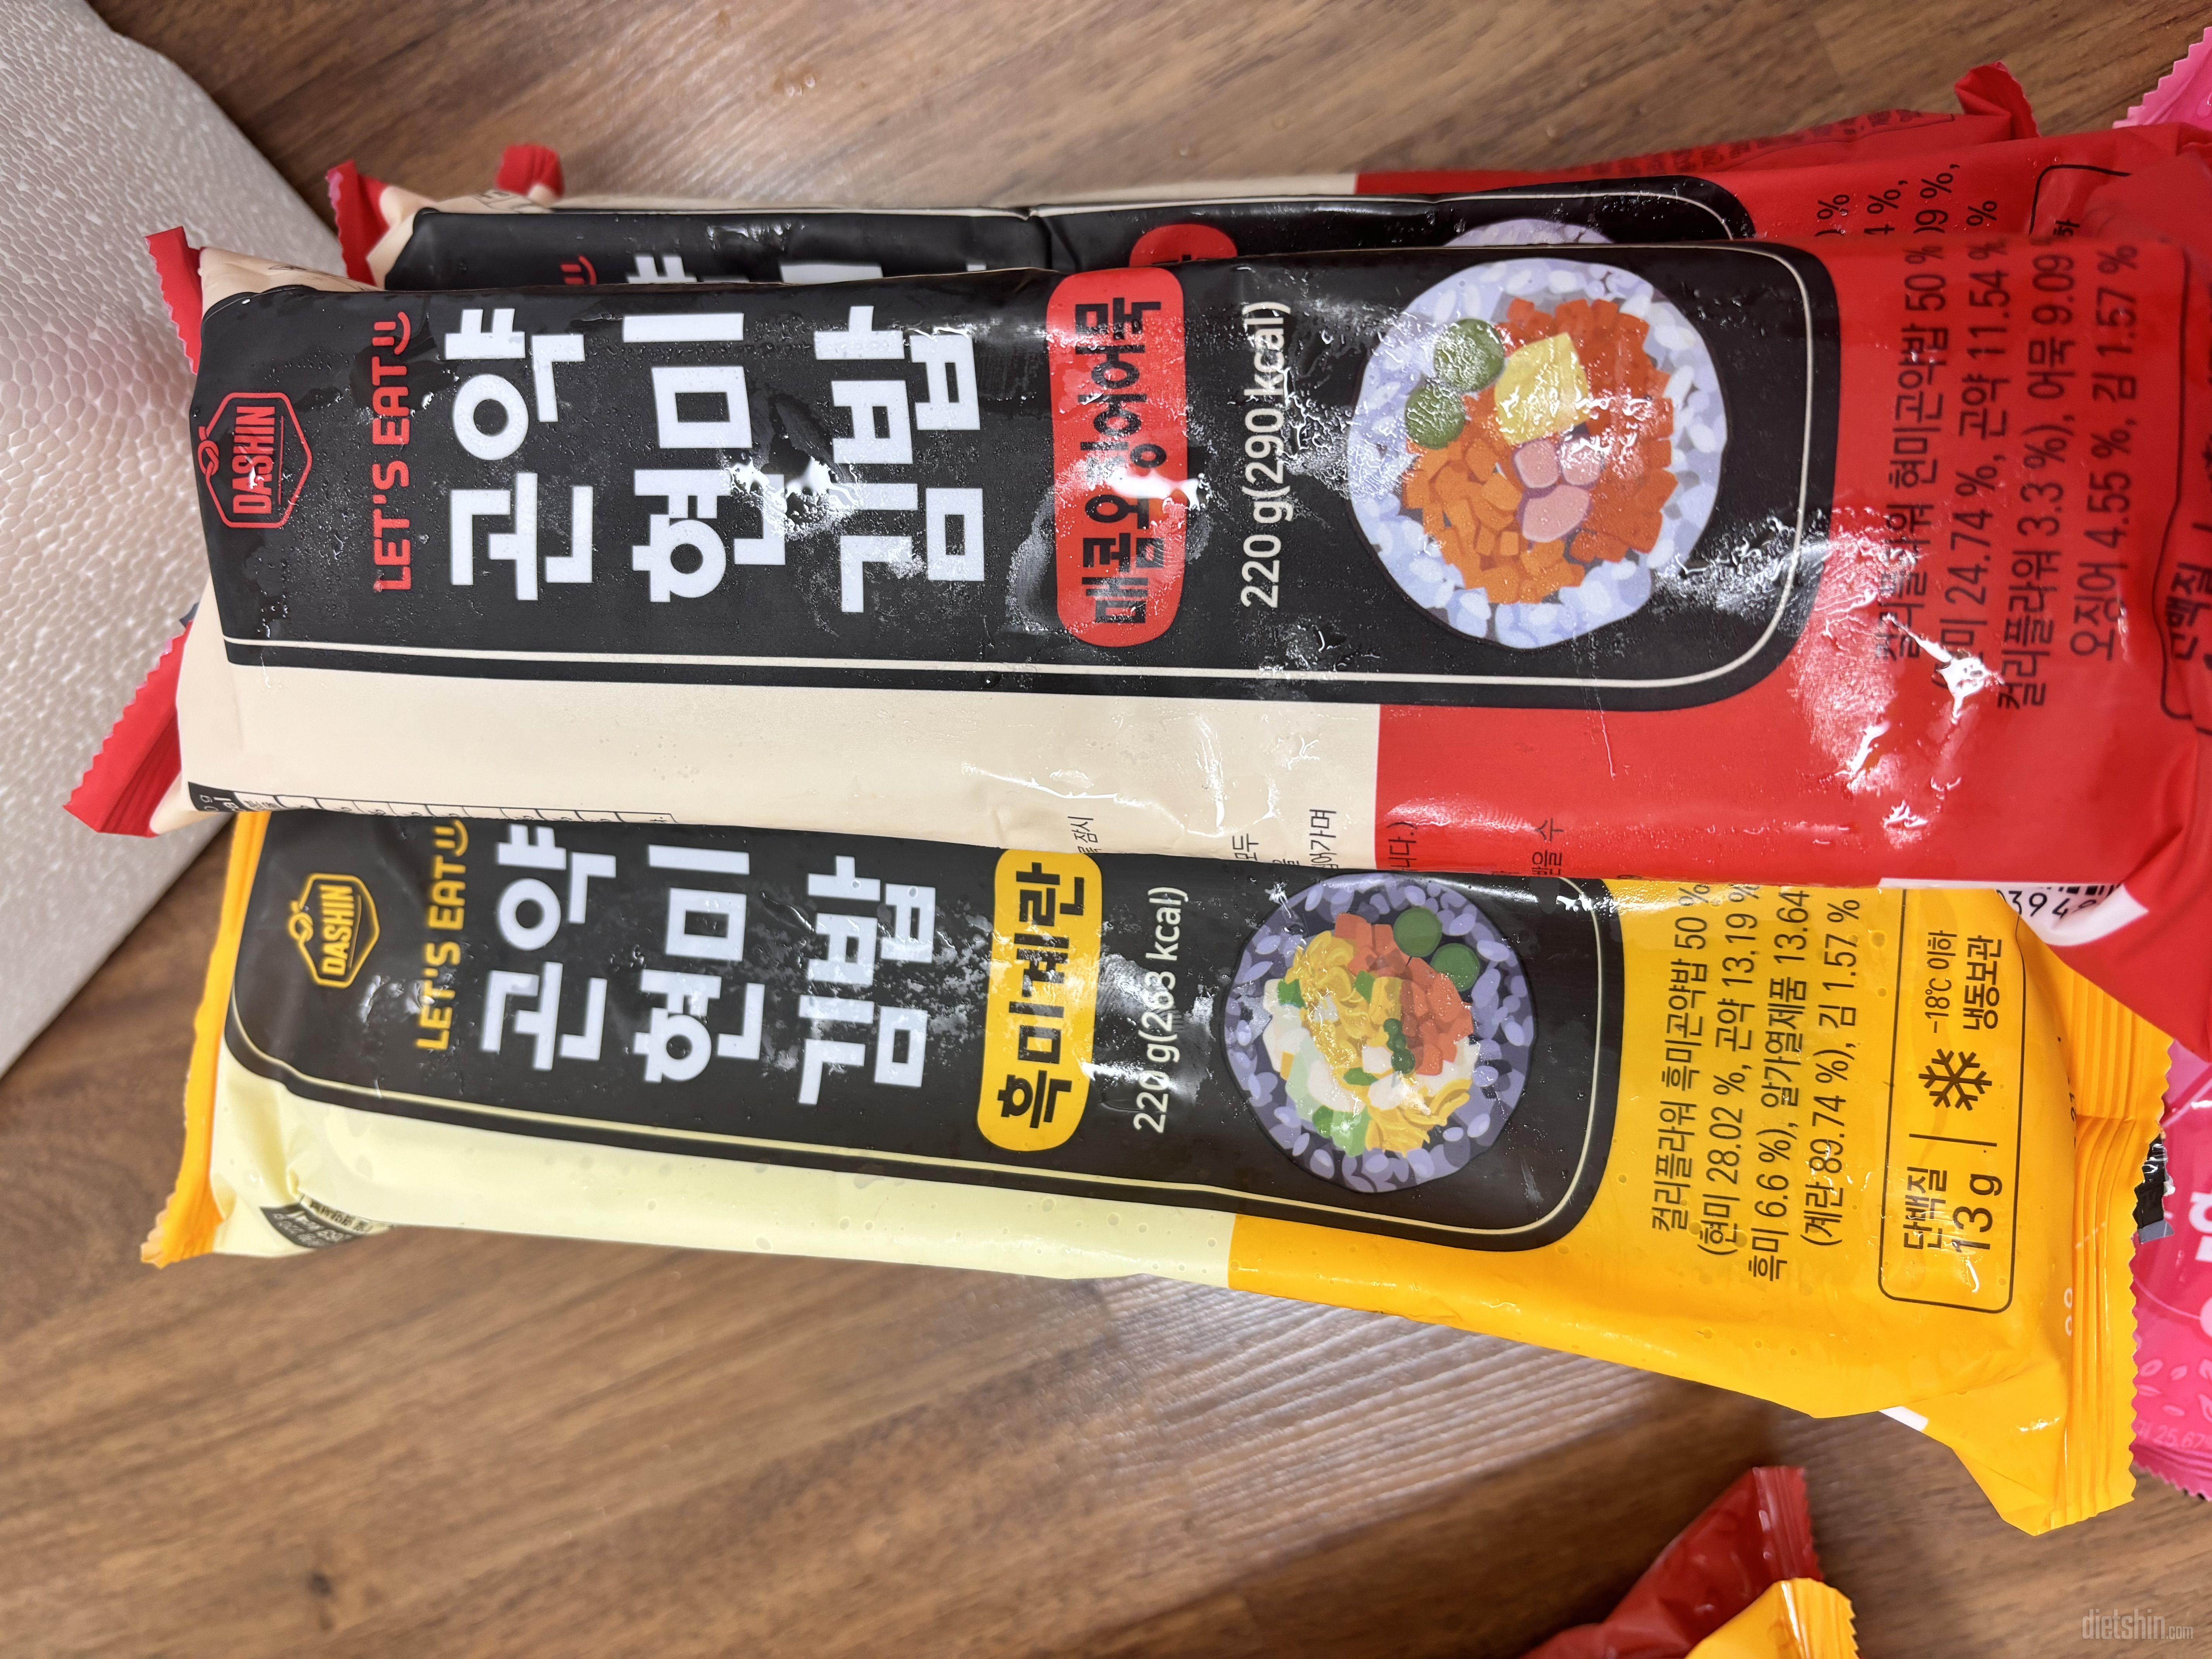 DASHIN
LET'S EAT
곤약
현미
김밥
매콤오징어어묵
220 g(290 kcal)
컬리플라워 현미곤약밥 50 %
24.74 %, 곤약 11.54 %
컬리플라워 3.3 %), 어묵 9.09
오징어 4.55 %, 김 1.57 %
단백질
DASHIN
LET'S EAT
곤약
현미
김밥
흑미계란
220 g(263 kcal)
컬리플라워 흑미곤약밥 50 %
(현미 28.02 %, 곤약 13.19 %
흑미 6.6 %), 알가열제품 13.64
(계란 89.74 %), 김 1.57 %
단백질
13 g
-18℃ 이하
냉동보관
dietshin.com